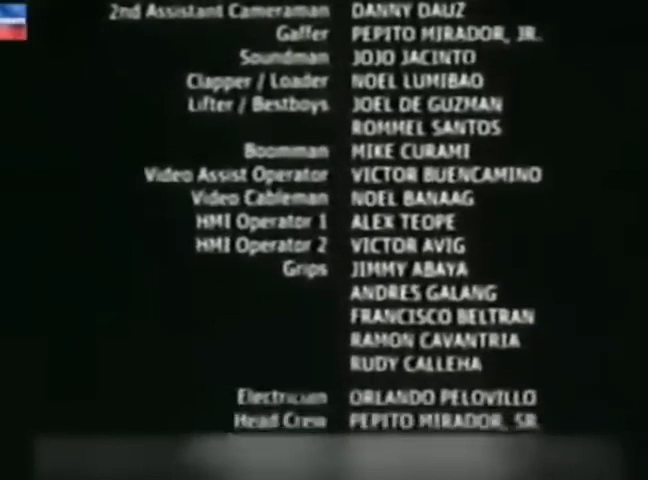 2nd Assistant Cameraman DANNY DAUZ
Gaffer PEPITO MIRADOR, JR.
Soundman JOJO JACINTO
Clapper / Loader NOEL LUMIBAO
Lifter / Bestboys JOEL DE GUZMAN
ROMMEL SANTOS
Boomman MIKE CURAMI
Video Assist Operator VICTOR BUENCAMINO
Video Cableman NOEL BANAAG
HMI Operator 1 ALEX TEOPE
HMI Operator 2 VICTOR AVIG
Grips JIMMY ABAYA
ANDRES GALANG
FRANCISCO BELTRAN
RAMON CAVANTRIA
RUDY CALLEHA
Electrician ORLANDO PELOVILLO
Head Crew PEPITO MIRADOR, SR.